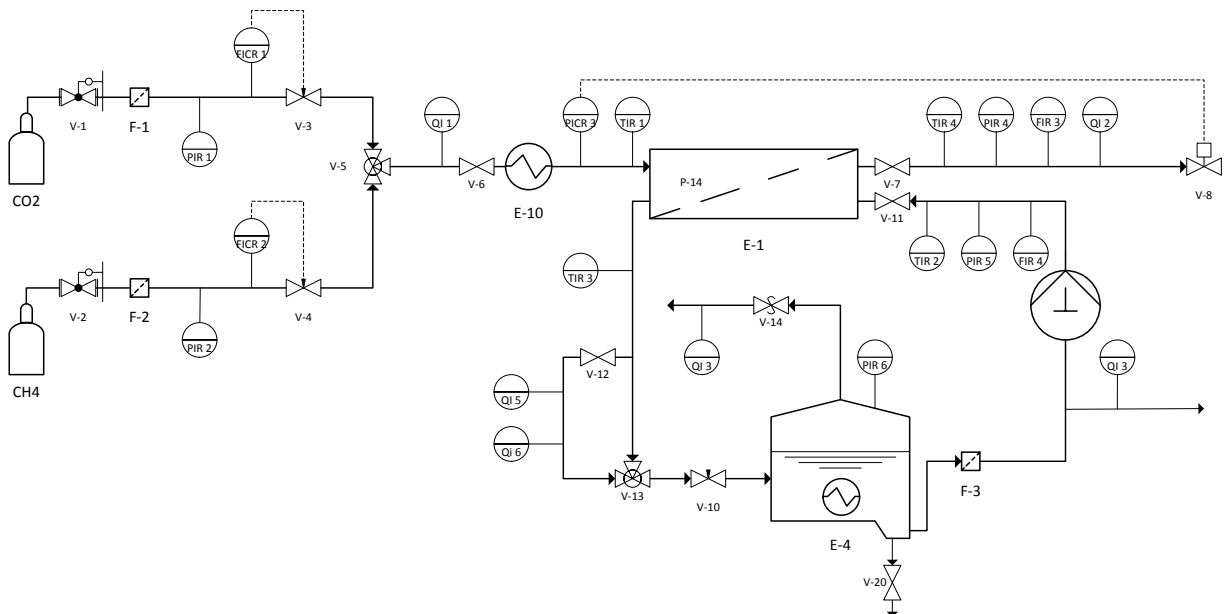 FICR 1
V-1
F-1
V-3
PIR 1
CO2
V-5
QI 1
V-6
E-10
PICR 3
TIR 1
P-14
E-1
V-7
TIR 4
PIR 4
FIR 3
QI 2
V-8
V-11
TIR 2
PIR 5
FIR 4
FICR 2
V-2
F-2
V-4
PIR 2
CH4
TIR 3
V-14
QI 3
PIR 6
QI 3
V-12
QI 5
Qi 6
V-13
V-10
F-3
E-4
V-20